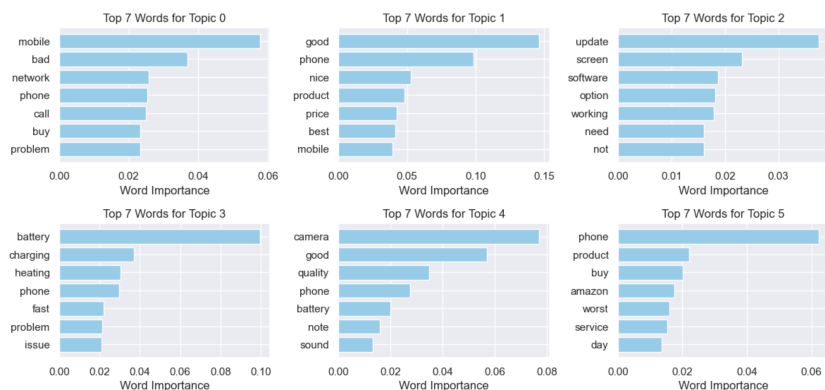 Top 7 Words for Topic 0
mobile
bad
network
phone
call
buy
problem
0.00 0.02 0.04 0.06
Word Importance
Top 7 Words for Topic 1
good
phone
nice
product
price
best
mobile
0.00 0.05 0.10 0.15
Word Importance
Top 7 Words for Topic 2
update
screen
software
option
working
need
not
0.00 0.01 0.02 0.03
Word Importance
Top 7 Words for Topic 3
battery
charging
heating
phone
fast
problem
issue
0.00 0.02 0.04 0.06 0.08 0.10
Word Importance
Top 7 Words for Topic 4
camera
good
quality
phone
battery
note
sound
0.00 0.02 0.04 0.06 0.08
Word Importance
Top 7 Words for Topic 5
phone
product
buy
amazon
worst
service
day
0.00 0.02 0.04 0.06
Word Importance